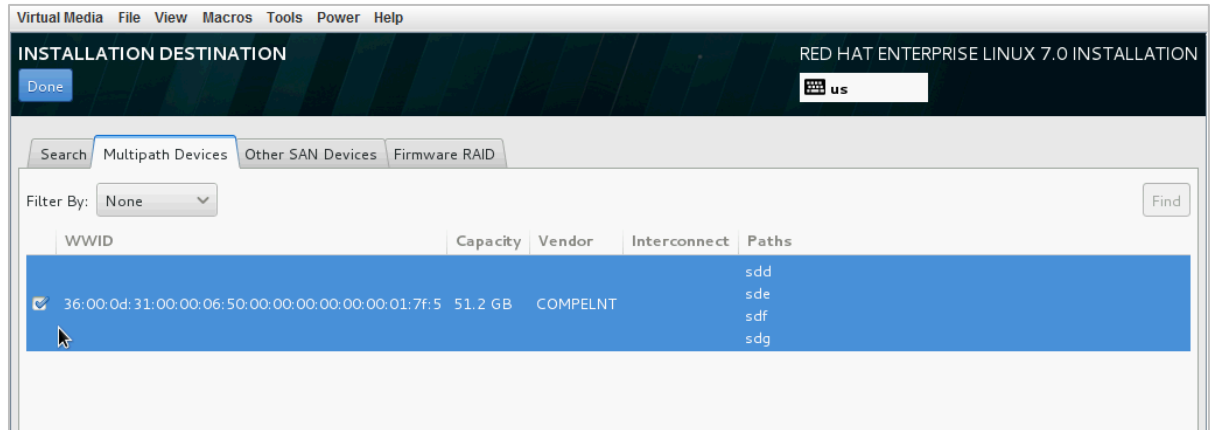 Virtual Media File View Macros Tools Power Help
INSTALLATION DESTINATION
RED HAT ENTERPRISE LINUX 7.0 INSTALLATION
Done
us
Search Multipath Devices Other SAN Devices Firmware RAID
Filter By: None Find
WWID Capacity Vendor Interconnect Paths
sdd
sde
36:00:0d:31:00:00:06:50:00:00:00:00:00:00:01:7f:5 51.2 GB COMPELNT
sdf
sdg